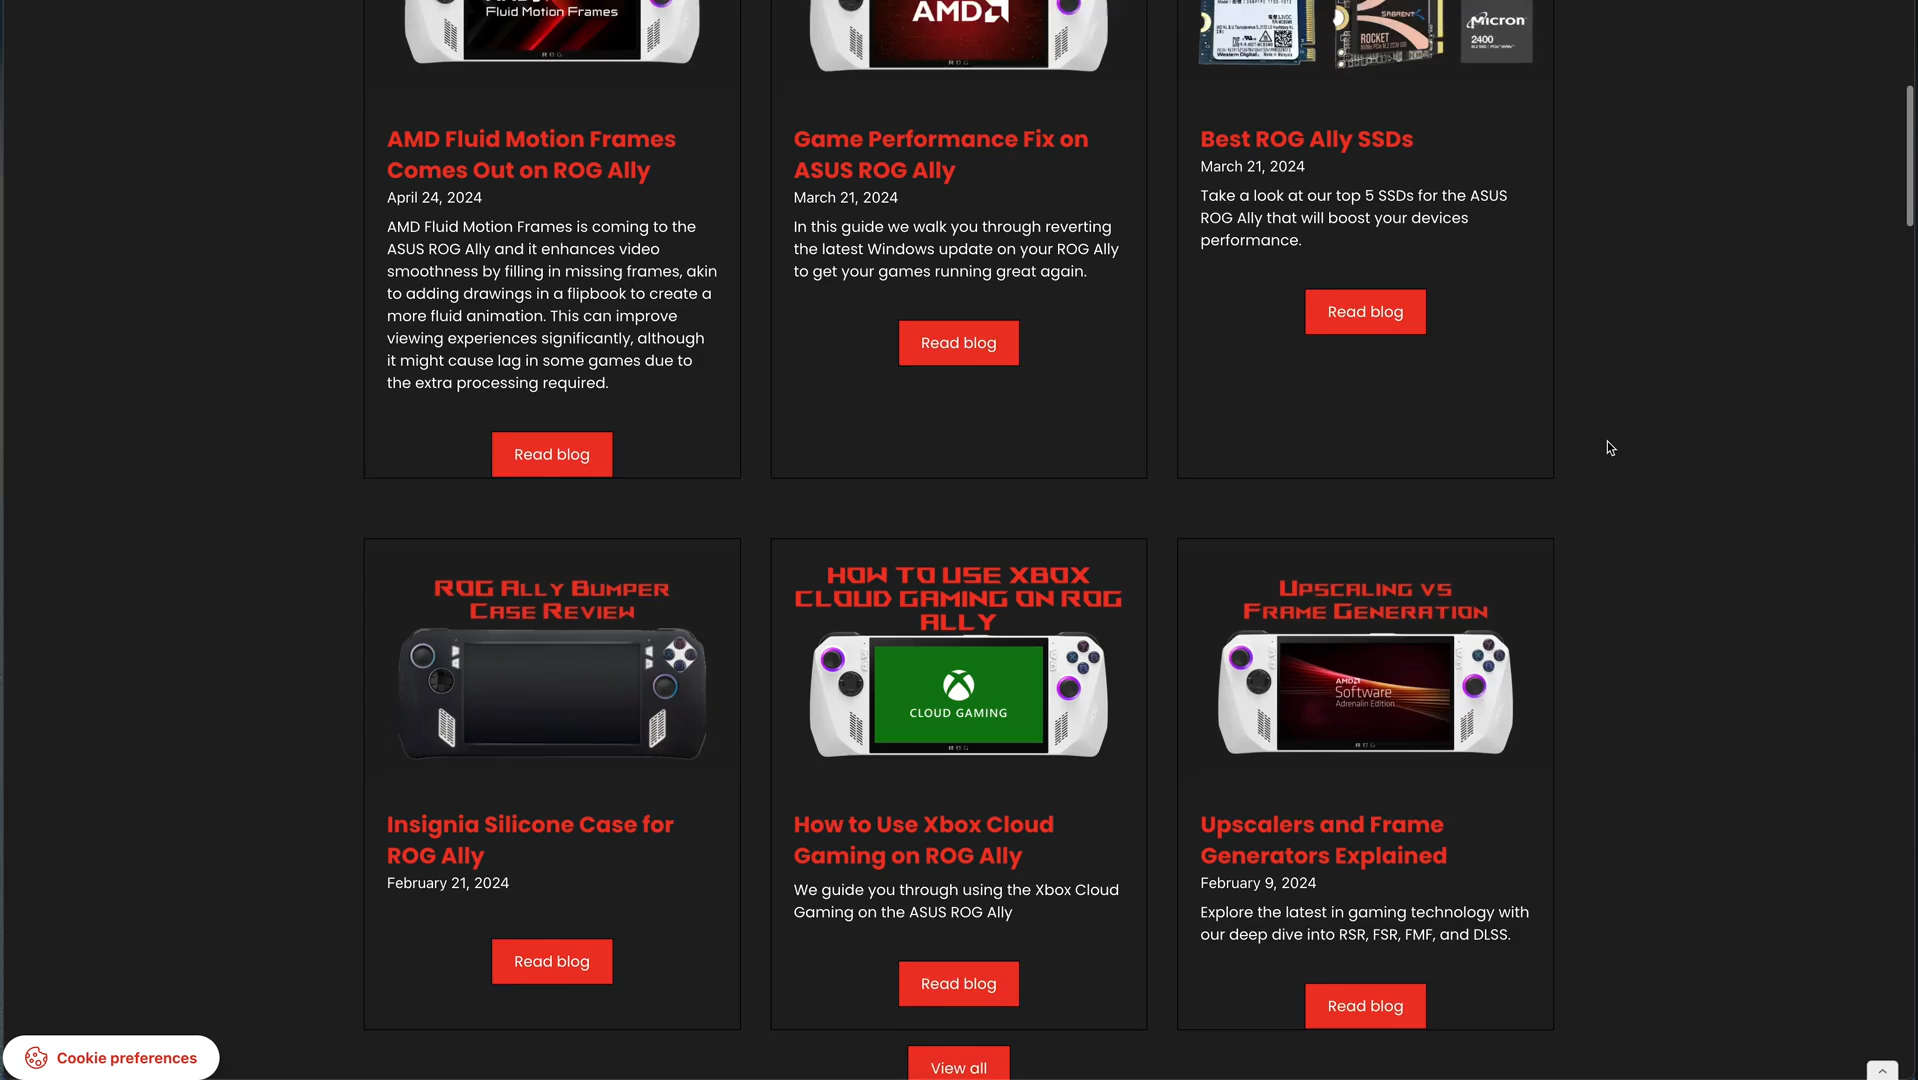 Fluid Motion Frames
ROG
AMD
ROG
Western Digital
SABRENT
ROCKET
Micron
2400
AMD Fluid Motion Frames
Comes Out on ROG Ally
April 24, 2024
AMD Fluid Motion Frames is coming to the
ASUS ROG Ally and it enhances video
smoothness by filling in missing frames, akin
to adding drawings in a flipbook to create a
more fluid animation. This can improve
viewing experiences significantly, although
it might cause lag in some games due to
the extra processing required.
Read blog
Game Performance Fix on
ASUS ROG Ally
March 21, 2024
In this guide we walk you through reverting
the latest Windows update on your ROG Ally
to get your games running great again.
Read blog
Best ROG Ally SSDs
March 21, 2024
Take a look at our top 5 SSDs for the ASUS
ROG Ally that will boost your devices
performance.
Read blog
ROG Ally Bumper
Case Review
Insignia Silicone Case for
ROG Ally
February 21, 2024
Read blog
HOW TO USE XBOX
CLOUD GAMING ON ROG
ALLY
CLOUD GAMING
ROG
How to Use Xbox Cloud
Gaming on ROG Ally
We guide you through using the Xbox Cloud
Gaming on the ASUS ROG Ally
Read blog
Upscaling vs
Frame Generation
AMD
Software
Adrenalin Edition
ROG
Upscalers and Frame
Generators Explained
February 9, 2024
Explore the latest in gaming technology with
our deep dive into RSR, FSR, FMF, and DLSS.
Read blog
View all
Cookie preferences